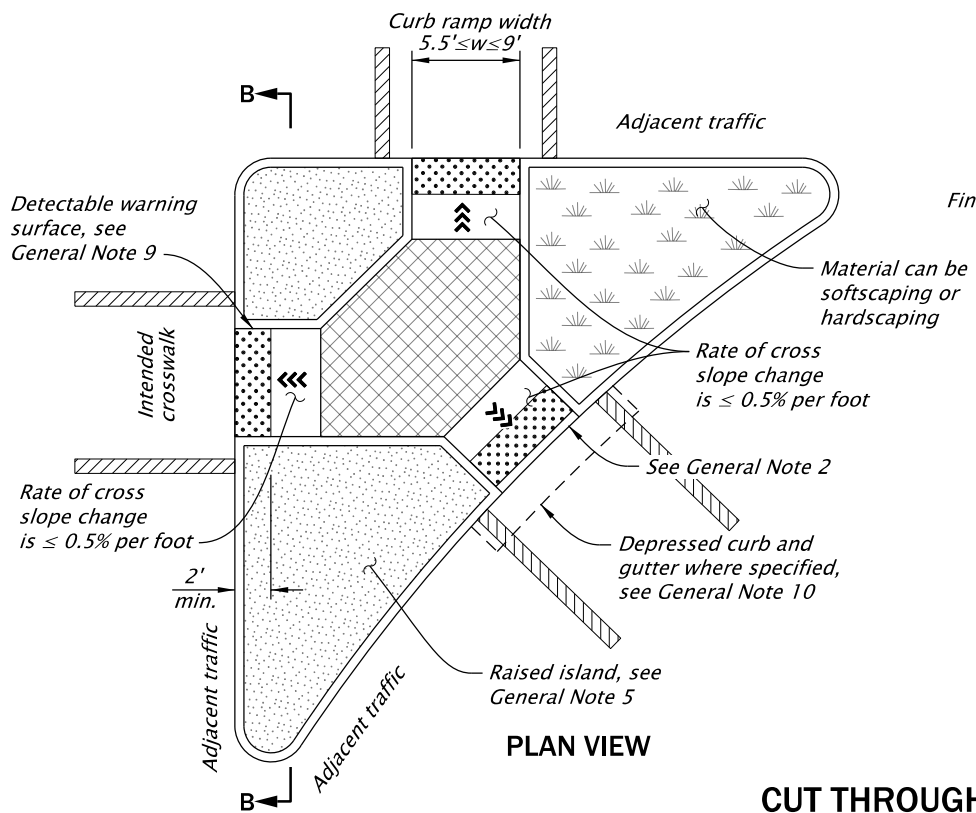 Curb ramp width
5.5'≤w≤9'
B
Adjacent traffic
Fin
Detectable warning
surface, see
General Note 9
Material can be
softscaping or
hardscaping
Intended
crosswalk
Rate of cross
slope change
is ≤ 0.5% per foot
See General Note 2
Rate of cross
slope change
is ≤ 0.5% per foot
Depressed curb and
gutter where specified,
see General Note 10
2'
min.
Raised island, see
General Note 5
Adjacent traffic
Adjacent traffic
PLAN VIEW
B
CUT THROUGH